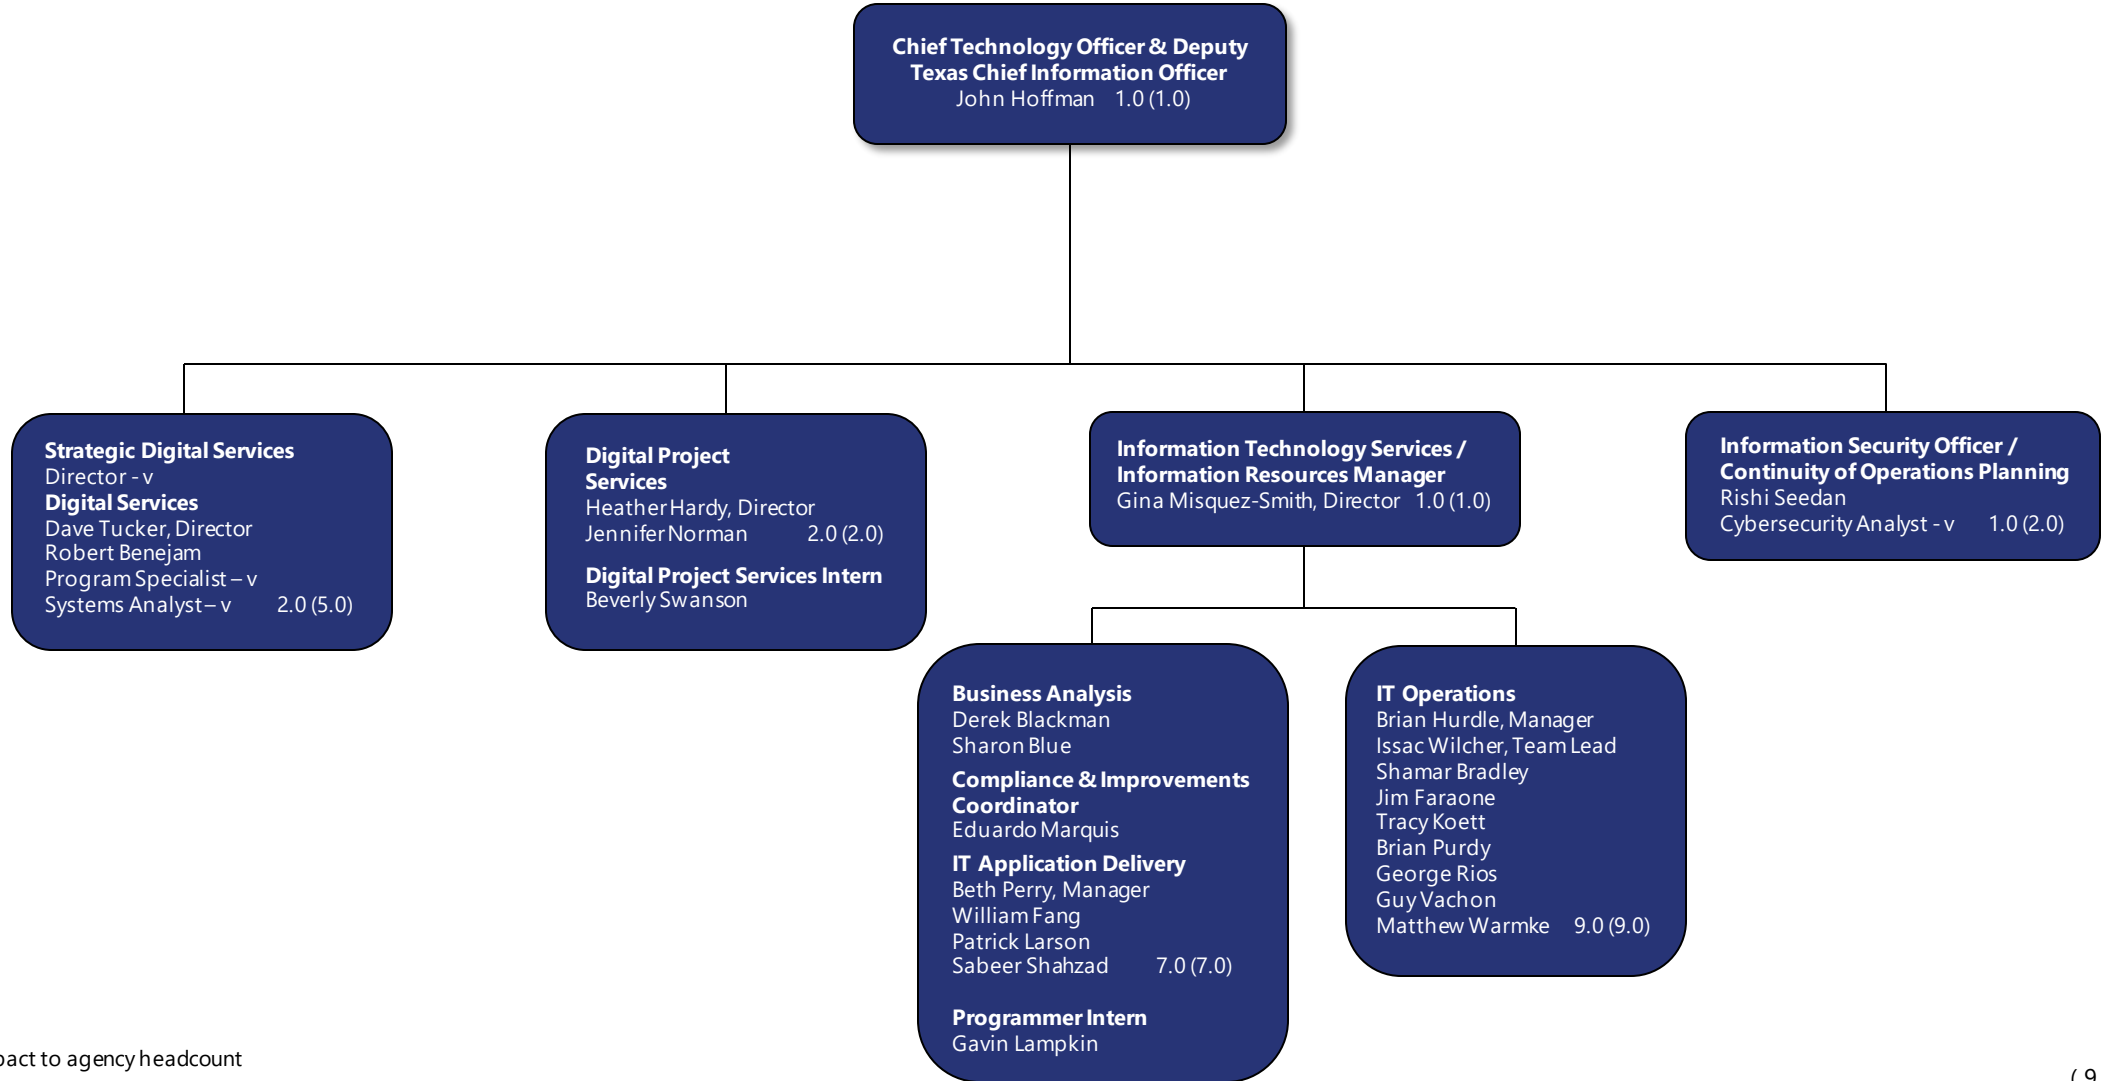 Chief Technology Officer & Deputy
Texas Chief Information Officer
John Hoffman 1.0 (1.0)
Strategic Digital Services
Director - v
Digital Services
Dave Tucker, Director
Robert Benejam
Program Specialist – v
Systems Analyst – v 2.0 (5.0)
Digital Project
Services
Heather Hardy, Director
Jennifer Norman 2.0 (2.0)
Digital Project Services Intern
Beverly Swanson
Information Technology Services /
Information Resources Manager
Gina Misquez-Smith, Director 1.0 (1.0)
Information Security Officer /
Continuity of Operations Planning
Rishi Seedan
Cybersecurity Analyst - v 1.0 (2.0)
Business Analysis
Derek Blackman
Sharon Blue
Compliance & Improvements
Coordinator
Eduardo Marquis
IT Application Delivery
Beth Perry, Manager
William Fang
Patrick Larson
Sabeer Shahzad 7.0 (7.0)
Programmer Intern
Gavin Lampkin
IT Operations
Brian Hurdle, Manager
Issac Wilcher, Team Lead
Shamar Bradley
Jim Faraone
Tracy Koett
Brian Purdy
George Rios
Guy Vachon
Matthew Warmke 9.0 (9.0)
to agency headcount